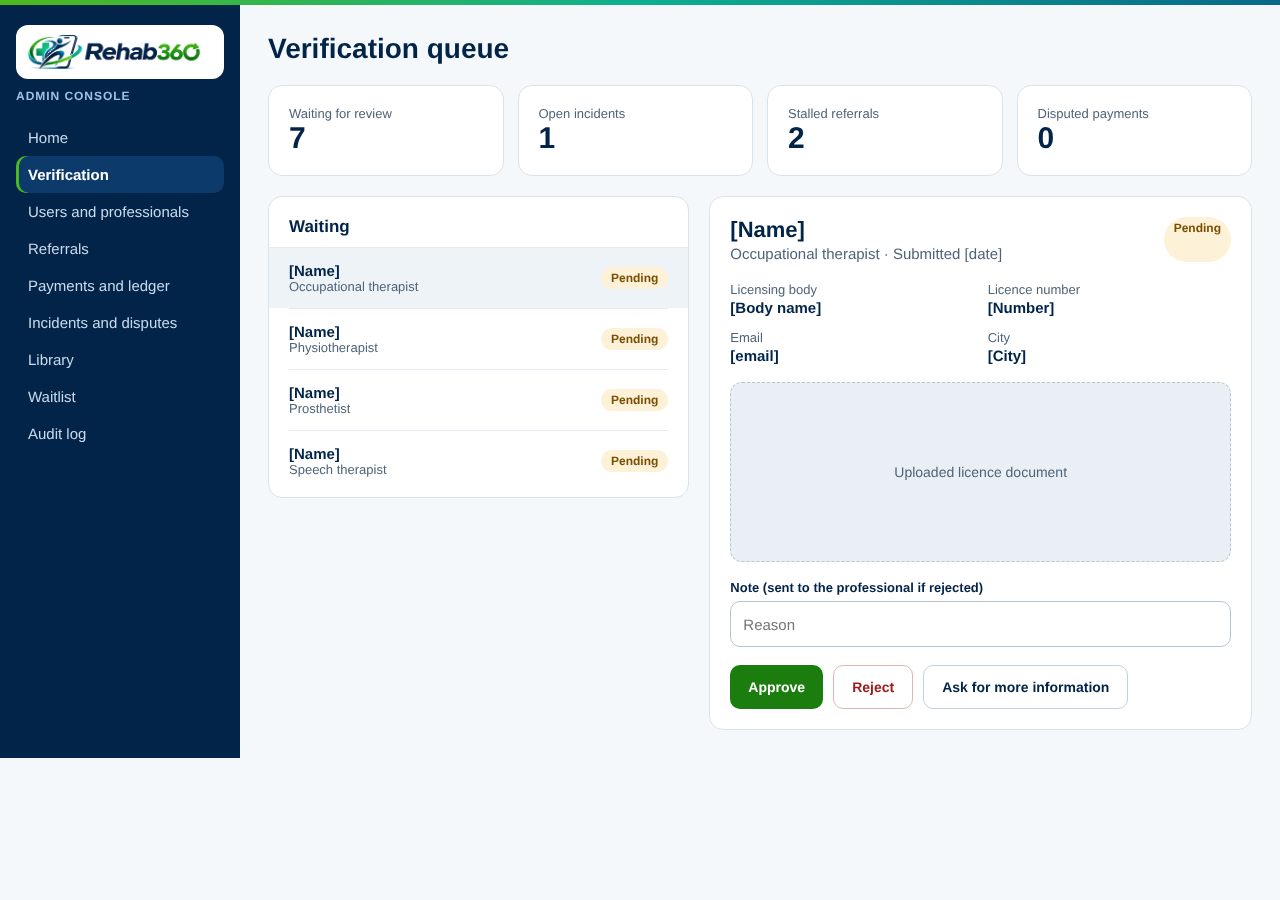 Rehab360
ADMIN CONSOLE
Home
Verification
Users and professionals
Referrals
Payments and ledger
Incidents and disputes
Library
Waitlist
Audit log
Verification queue
Waiting for review
7
Open incidents
1
Stalled referrals
2
Disputed payments
0
Waiting
[Name]
Occupational therapist
Pending
[Name]
Physiotherapist
Pending
[Name]
Prosthetist
Pending
[Name]
Speech therapist
Pending
[Name]
Occupational therapist · Submitted [date]
Pending
Licensing body
[Body name]
Licence number
[Number]
Email
[email]
City
[City]
Uploaded licence document
Note (sent to the professional if rejected)
Reason
Approve
Reject
Ask for more information